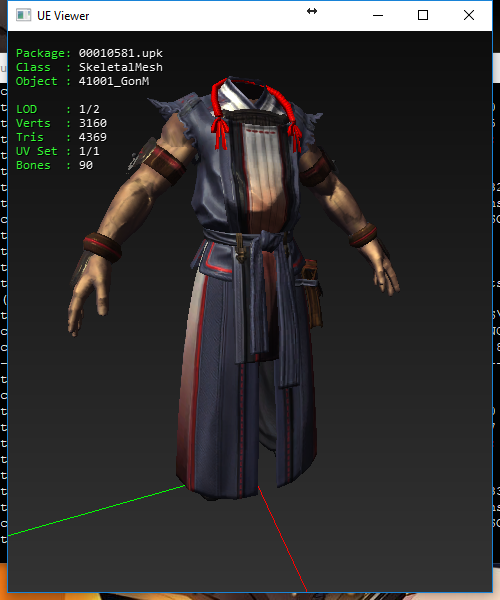 UE Viewer
Package: 00010581.upk
Class : SkeletalMesh
Object : 41001_GonM
LOD : 1/2
Verts : 3160
Tris : 4369
UV Set : 1/1
Bones : 90